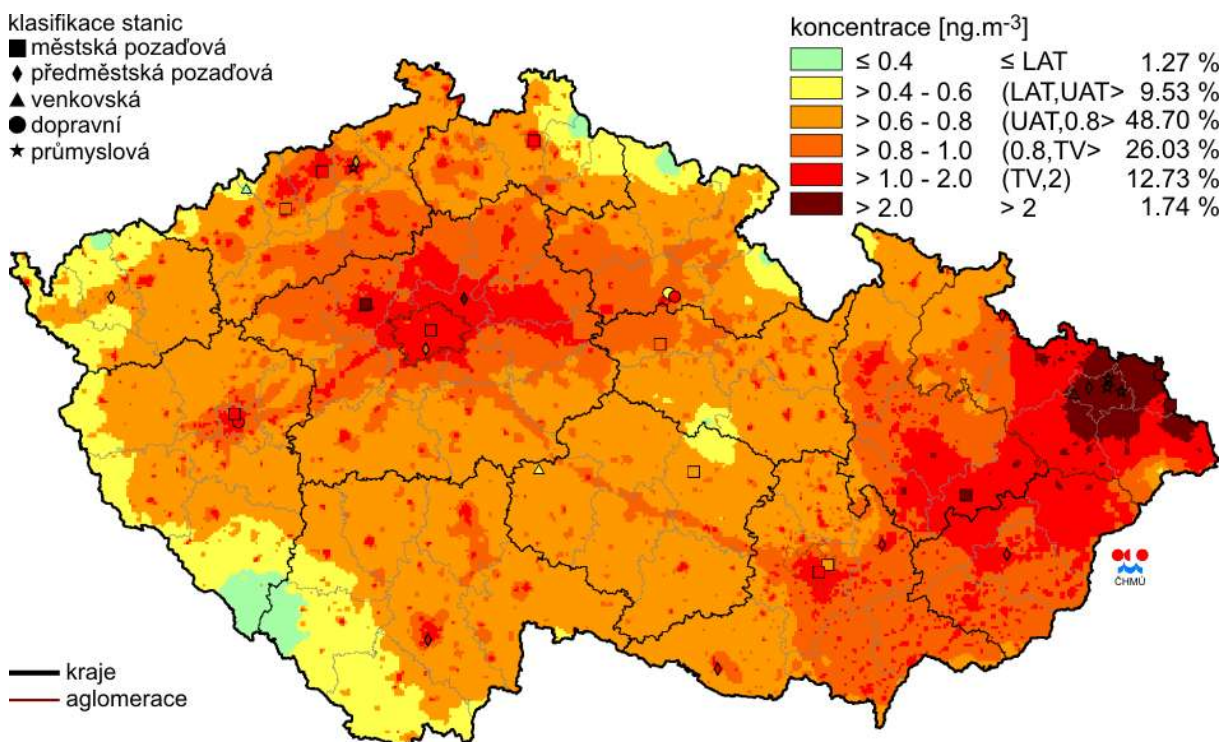 klasifikace stanic
městská pozaďová
předměstská pozaďová
venkovská
dopravní
průmyslová
koncentrace [ng.m-3]
≤ 0.4 ≤ LAT 1.27 %
> 0.4 - 0.6 (LAT,UAT> 9.53 %
> 0.6 - 0.8 (UAT,0.8> 48.70 %
> 0.8 - 1.0 (0.8,TV> 26.03 %
> 1.0 - 2.0 (TV,2) 12.73 %
> 2.0 > 2 1.74 %
ČHMÚ
kraje
aglomerace